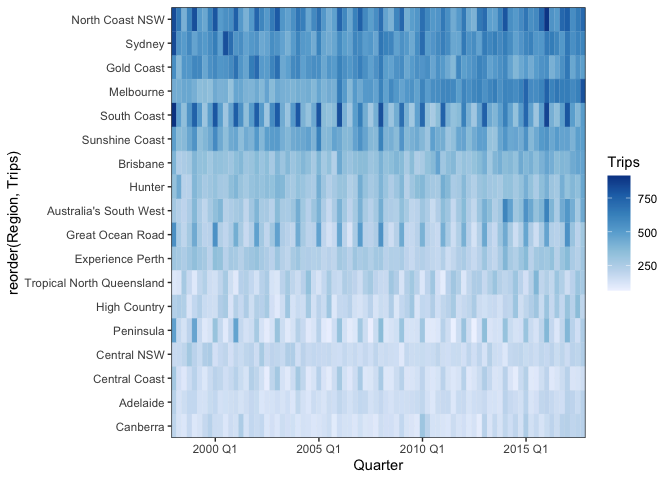 North Coast NSW
Sydney
Gold Coast
Melbourne
South Coast
Sunshine Coast
Brisbane
Hunter
Australia's South West
Great Ocean Road
Experience Perth
Tropical North Queensland
High Country
Peninsula
Central NSW
Central Coast
Adelaide
Canberra
reorder(Region, Trips)
2000 Q1
2005 Q1
2010 Q1
2015 Q1
Quarter
Trips
750
500
250